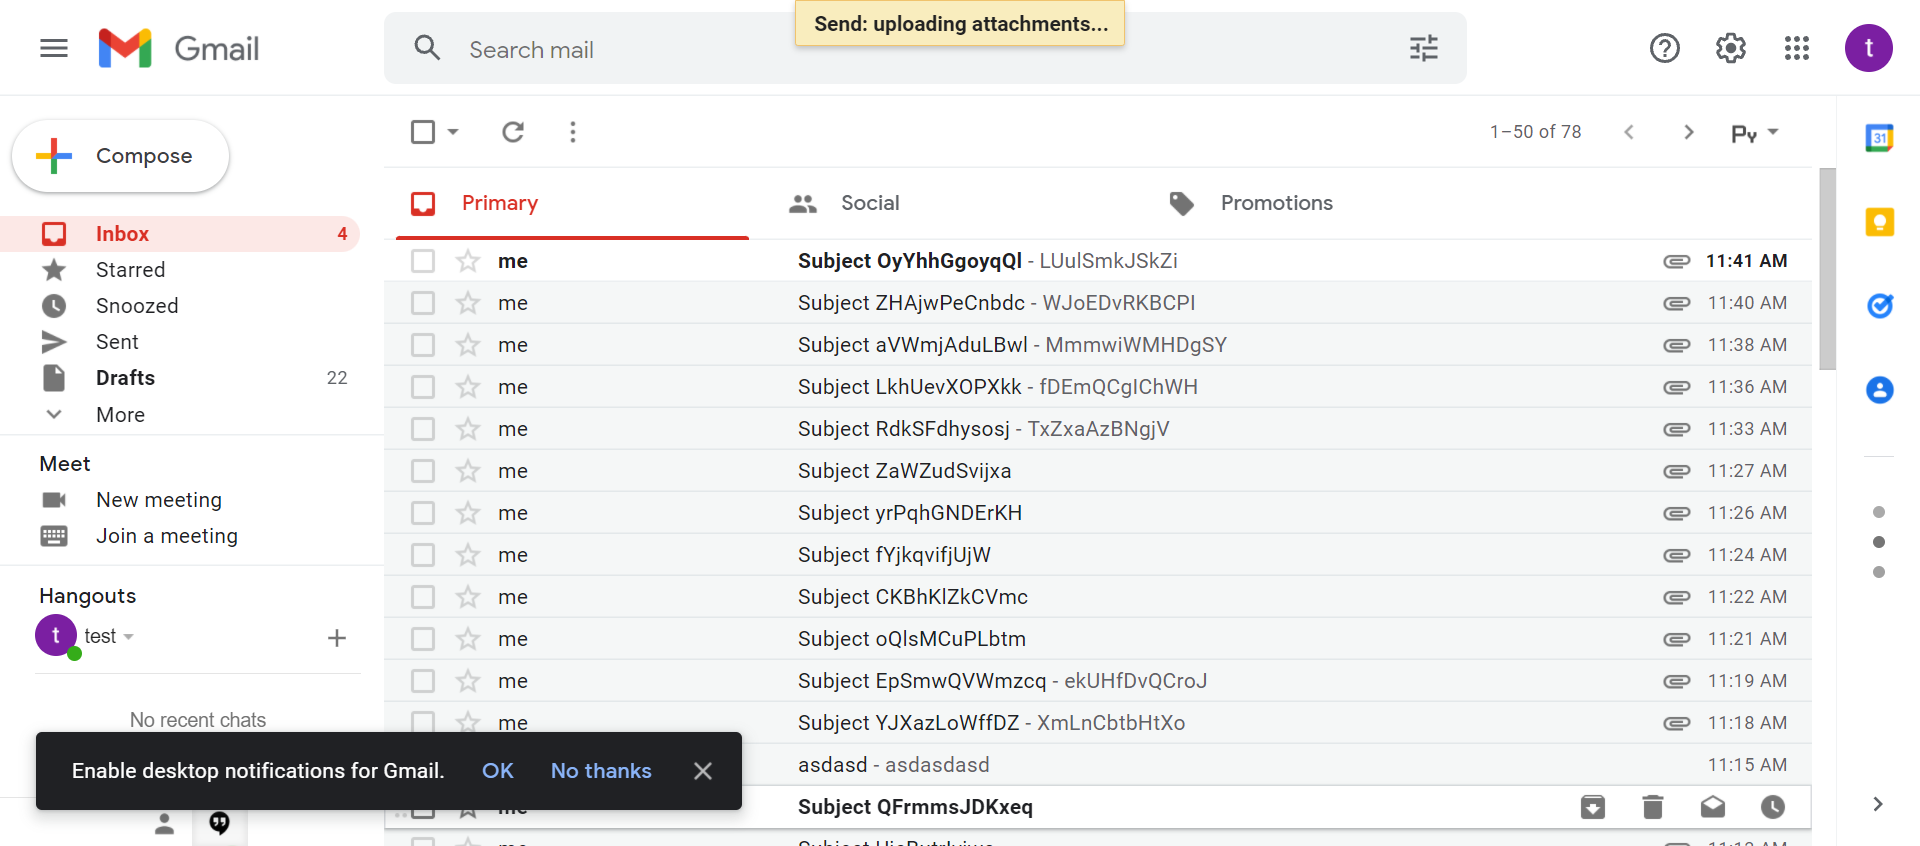 Send: uploading attachments...
Gmail
Search mail
t
Compose
1–50 of 78
Py
31
Primary
Social
Promotions
Inbox 4
Starred
Snoozed
Sent
Drafts 22
More
Meet
New meeting
Join a meeting
Hangouts
t test
No recent chats
me Subject OyYhhGgoyqQl - LUulSmkJSkZi 11:41 AM
me Subject ZHAjwPeCnbdc - WJoEDvRKBCPI 11:40 AM
me Subject aVWmjAduLBwl - MmmwiWMHDgSY 11:38 AM
me Subject LkhUevXOPXkk - fDEmQCgIChWH 11:36 AM
me Subject RdkSFdhysosj - TxZxaAzBNgjV 11:33 AM
me Subject ZaWZudSvijxa 11:27 AM
me Subject yrPqhGNDErKH 11:26 AM
me Subject fYjkqvifjUjW 11:24 AM
me Subject CKBhKlZkCVmc 11:22 AM
me Subject oQlsMCuPLbtm 11:21 AM
me Subject EpSmwQVWmzcq - ekUHfDvQCroJ 11:19 AM
me Subject YJXazLoWffDZ - XmLnCbtbHtXo 11:18 AM
asdasd - asdasdasd 11:15 AM
me Subject QFrmmsJDKxeq
Enable desktop notifications for Gmail. OK No thanks